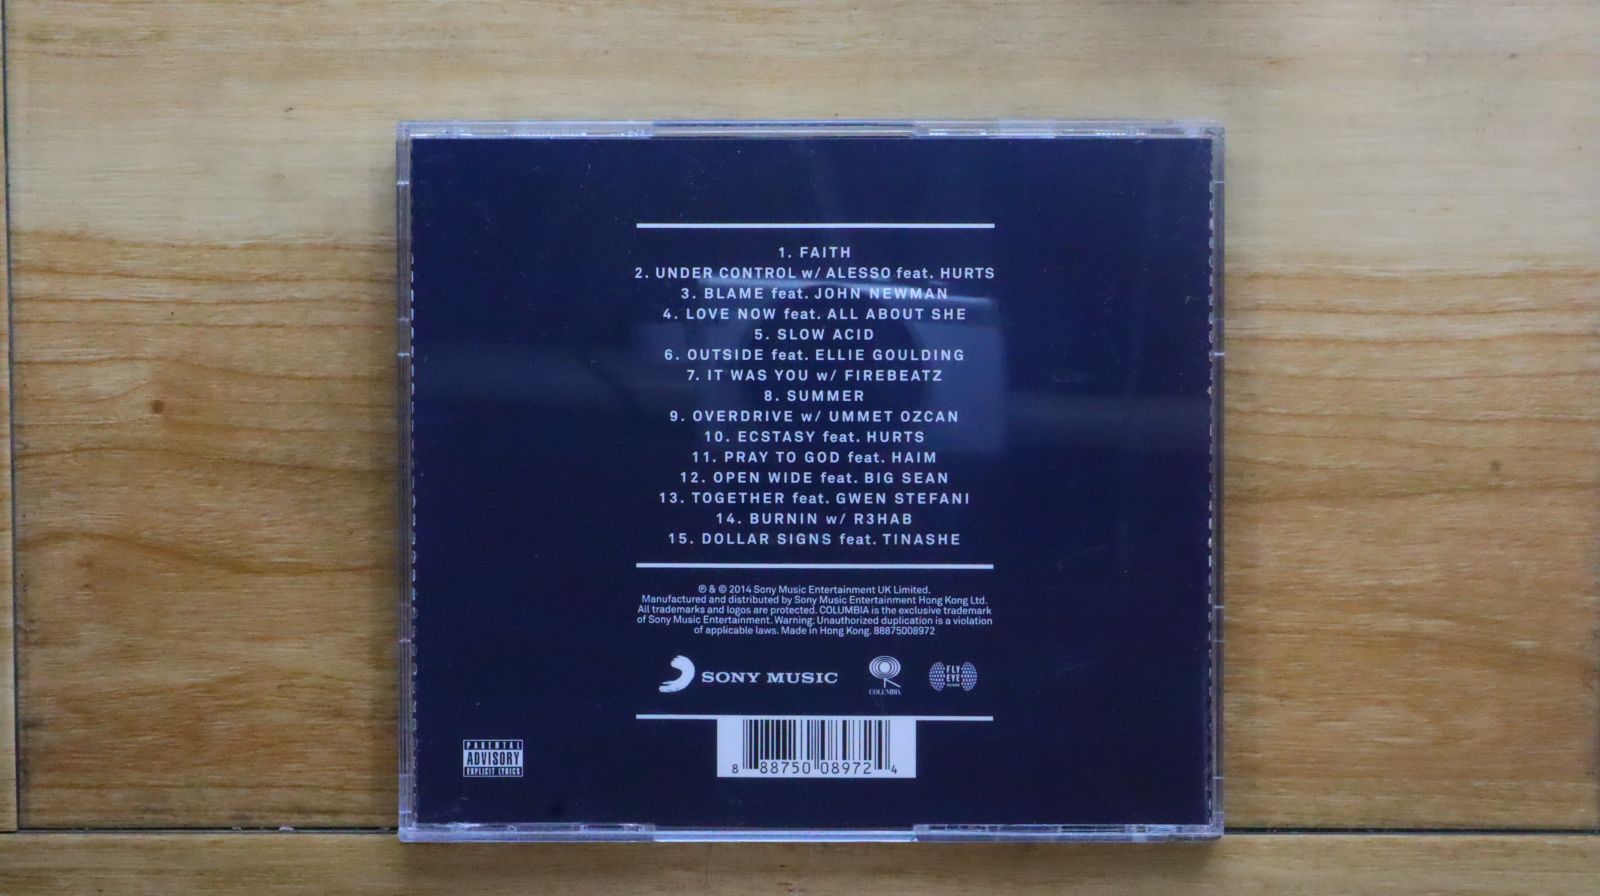 1. FAITH
2. UNDER CONTROL w/ ALESSO feat. HURTS
3. BLAME feat. JOHN NEWMAN
4. LOVE NOW feat. ALL ABOUT SHE
5. SLOW ACID
6. OUTSIDE feat. ELLIE GOULDING
7. IT WAS YOU w/ FIREBEATZ
8. SUMMER
9. OVERDRIVE w/ UMMET OZCAN
10. ECSTASY feat. HURTS
11. PRAY TO GOD feat. HAIM
12. OPEN WIDE feat. BIG SEAN
13. TOGETHER feat. GWEN STEFANI
14. BURNIN w/ R3HAB
15. DOLLAR SIGNS feat. TINASHE
℗ & © 2014 Sony Music Entertainment UK Limited.
Manufactured and distributed by Sony Music Entertainment Hong Kong Ltd.
All trademarks and logos are protected. COLUMBIA is the exclusive trademark
of Sony Music Entertainment. Warning: Unauthorized duplication is a violation
of applicable laws. Made in Hong Kong. 88875008972
SONY MUSIC
COLUMBIA
FLY
EYE
PARENTAL
ADVISORY
EXPLICIT LYRICS
8 88750 08972 4